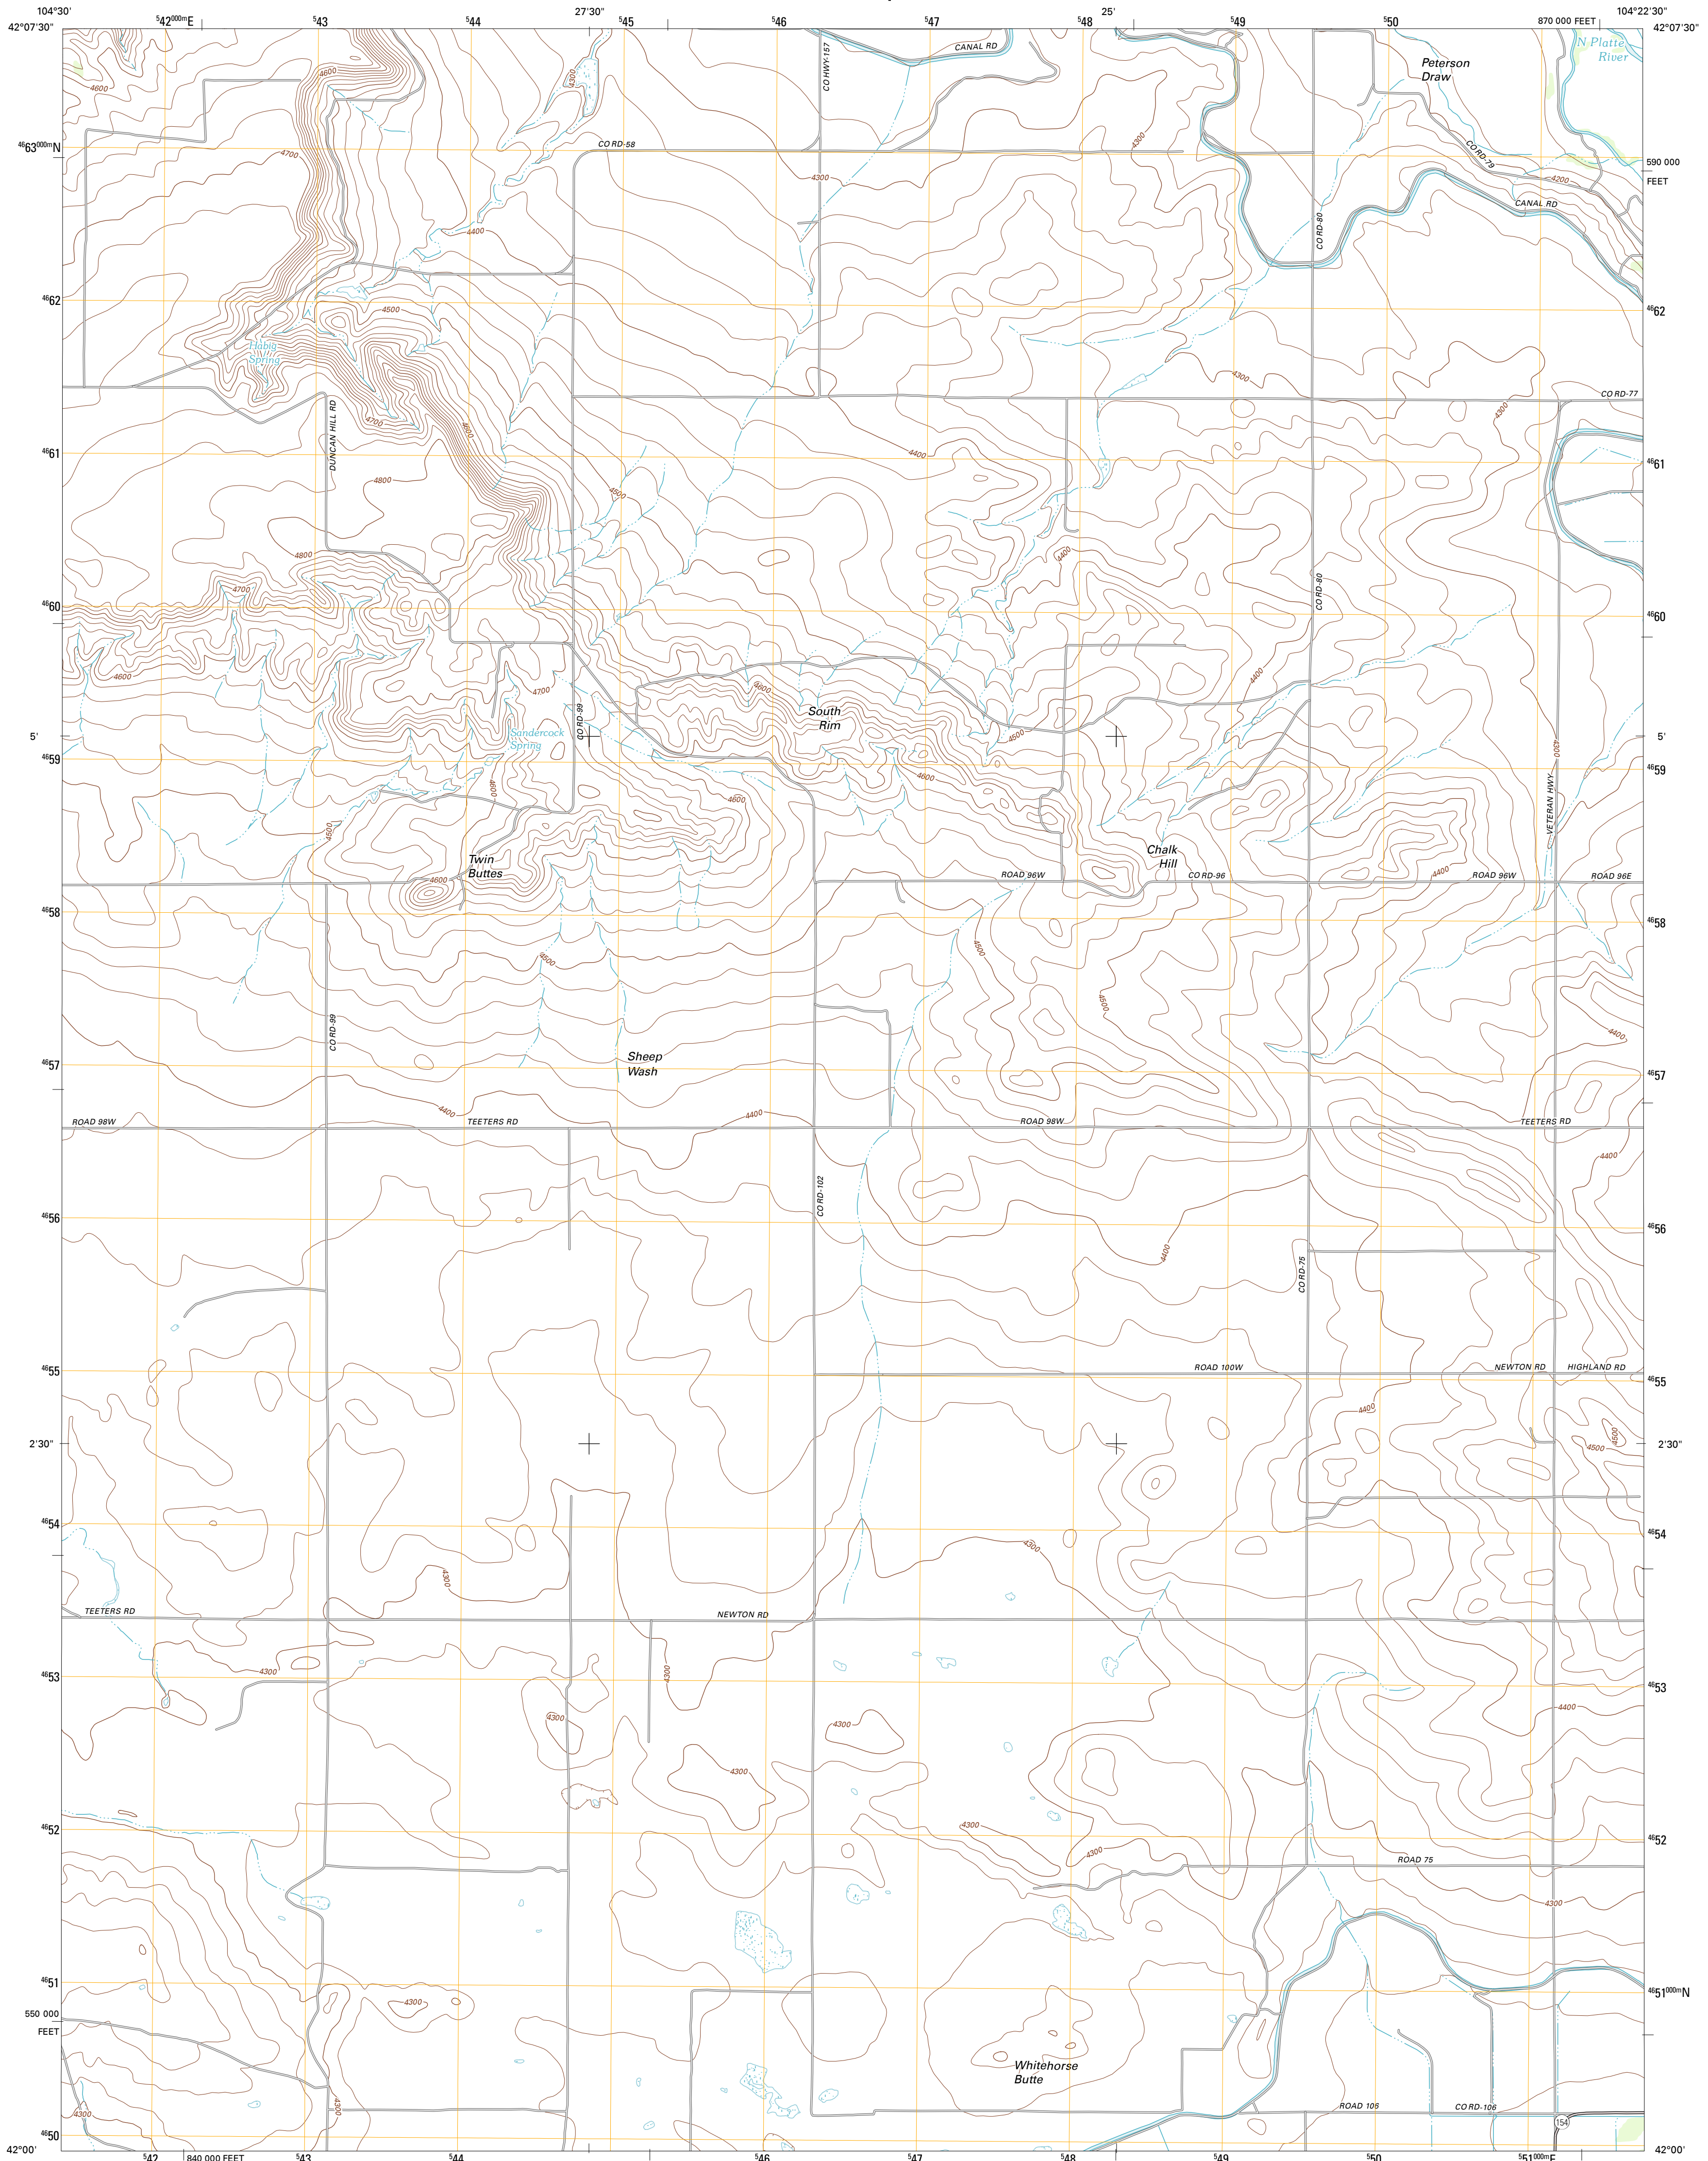 104°30'
⁵42⁰⁰⁰ᵐE
⁵43
⁵44
27'30"
⁵45
⁵46
⁵47
25'
⁵48
⁵49
⁵50
870 000 FEET
104°22'30"
42°07'30"
42°07'30"
N Platte
River
CANAL RD
CO HWY-157
Peterson
Draw
4600
4600
4300
4300
⁴⁶63⁰⁰⁰ᵐN
4700
CO RD-58
4300
CO RD-79
4200
590 000
FEET
CANAL RD
CO RD-80
4400
⁴⁶62
4500
⁴⁶62
Habig
Spring
4300
CO RD-77
DUNCAN HILL RD
4700
4600
4300
⁴⁶61
4400
⁴⁶61
4800
4500
4800
4400
4700
CO RD-80
⁴⁶60
⁴⁶60
4600
4700
4600
4400
South
Rim
CO RD-99
Sandercock
Spring
4600
5'
5'
4300
⁴⁶59
⁴⁶59
4600
4600
4600
VETERAN HWY
4500
Twin
Buttes
Chalk
Hill
4600
ROAD 96W
CO RD-96
4400
ROAD 96W
ROAD 96E
⁴⁶58
⁴⁶58
4500
4500
4500
CO RD-99
4400
Sheep
Wash
⁴⁶57
⁴⁶57
4400
4400
ROAD 98W
TEETERS RD
ROAD 98W
TEETERS RD
4400
CO RD-102
⁴⁶56
⁴⁶56
4400
CO RD-75
⁴⁶55
ROAD 100W
NEWTON RD
HIGHLAND RD
⁴⁶55
4400
4500
4500
2'30"
2'30"
⁴⁶54
⁴⁶54
4300
4300
TEETERS RD
NEWTON RD
4300
4300
⁴⁶53
⁴⁶53
4400
4300
4300
4300
⁴⁶52
4300
4300
⁴⁶52
ROAD 75
4300
⁴⁶51
⁴⁶51⁰⁰⁰ᵐN
4300
550 000
FEET
Whitehorse
Butte
4300
4300
ROAD 106
CO RD-106
154
⁴⁶50
42°00'
42°00'
⁵42
840 000 FEET
⁵43
⁵44
⁵46
⁵47
⁵48
⁵49
⁵50
⁵51⁰⁰⁰ᵐE